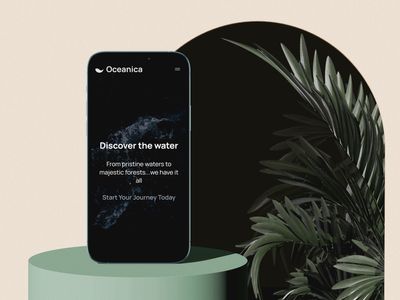 Oceanica
Discover the water
From pristine waters to
majestic forests...we have it
all
Start Your Journey Today